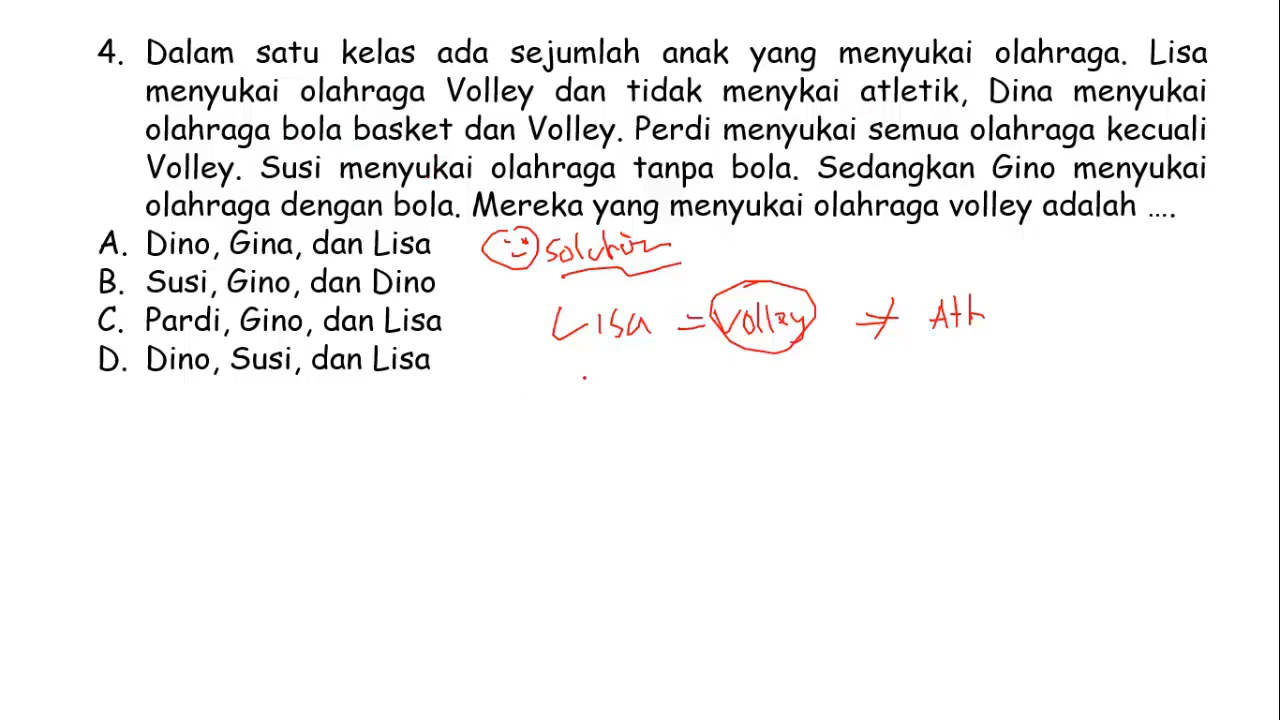 4. Dalam satu kelas ada sejumlah anak yang menyukai olahraga. Lisa
menyukai olahraga Volley dan tidak menykai atletik, Dina menyukai
olahraga bola basket dan Volley. Perdi menyukai semua olahraga kecuali
Volley. Susi menyukai olahraga tanpa bola. Sedangkan Gino menyukai
olahraga dengan bola. Mereka yang menyukai olahraga volley adalah ....
A. Dino, Gina, dan Lisa
solution
B. Susi, Gino, dan Dino
C. Pardi, Gino, dan Lisa
Lisa = volley ≠ Ath
D. Dino, Susi, dan Lisa